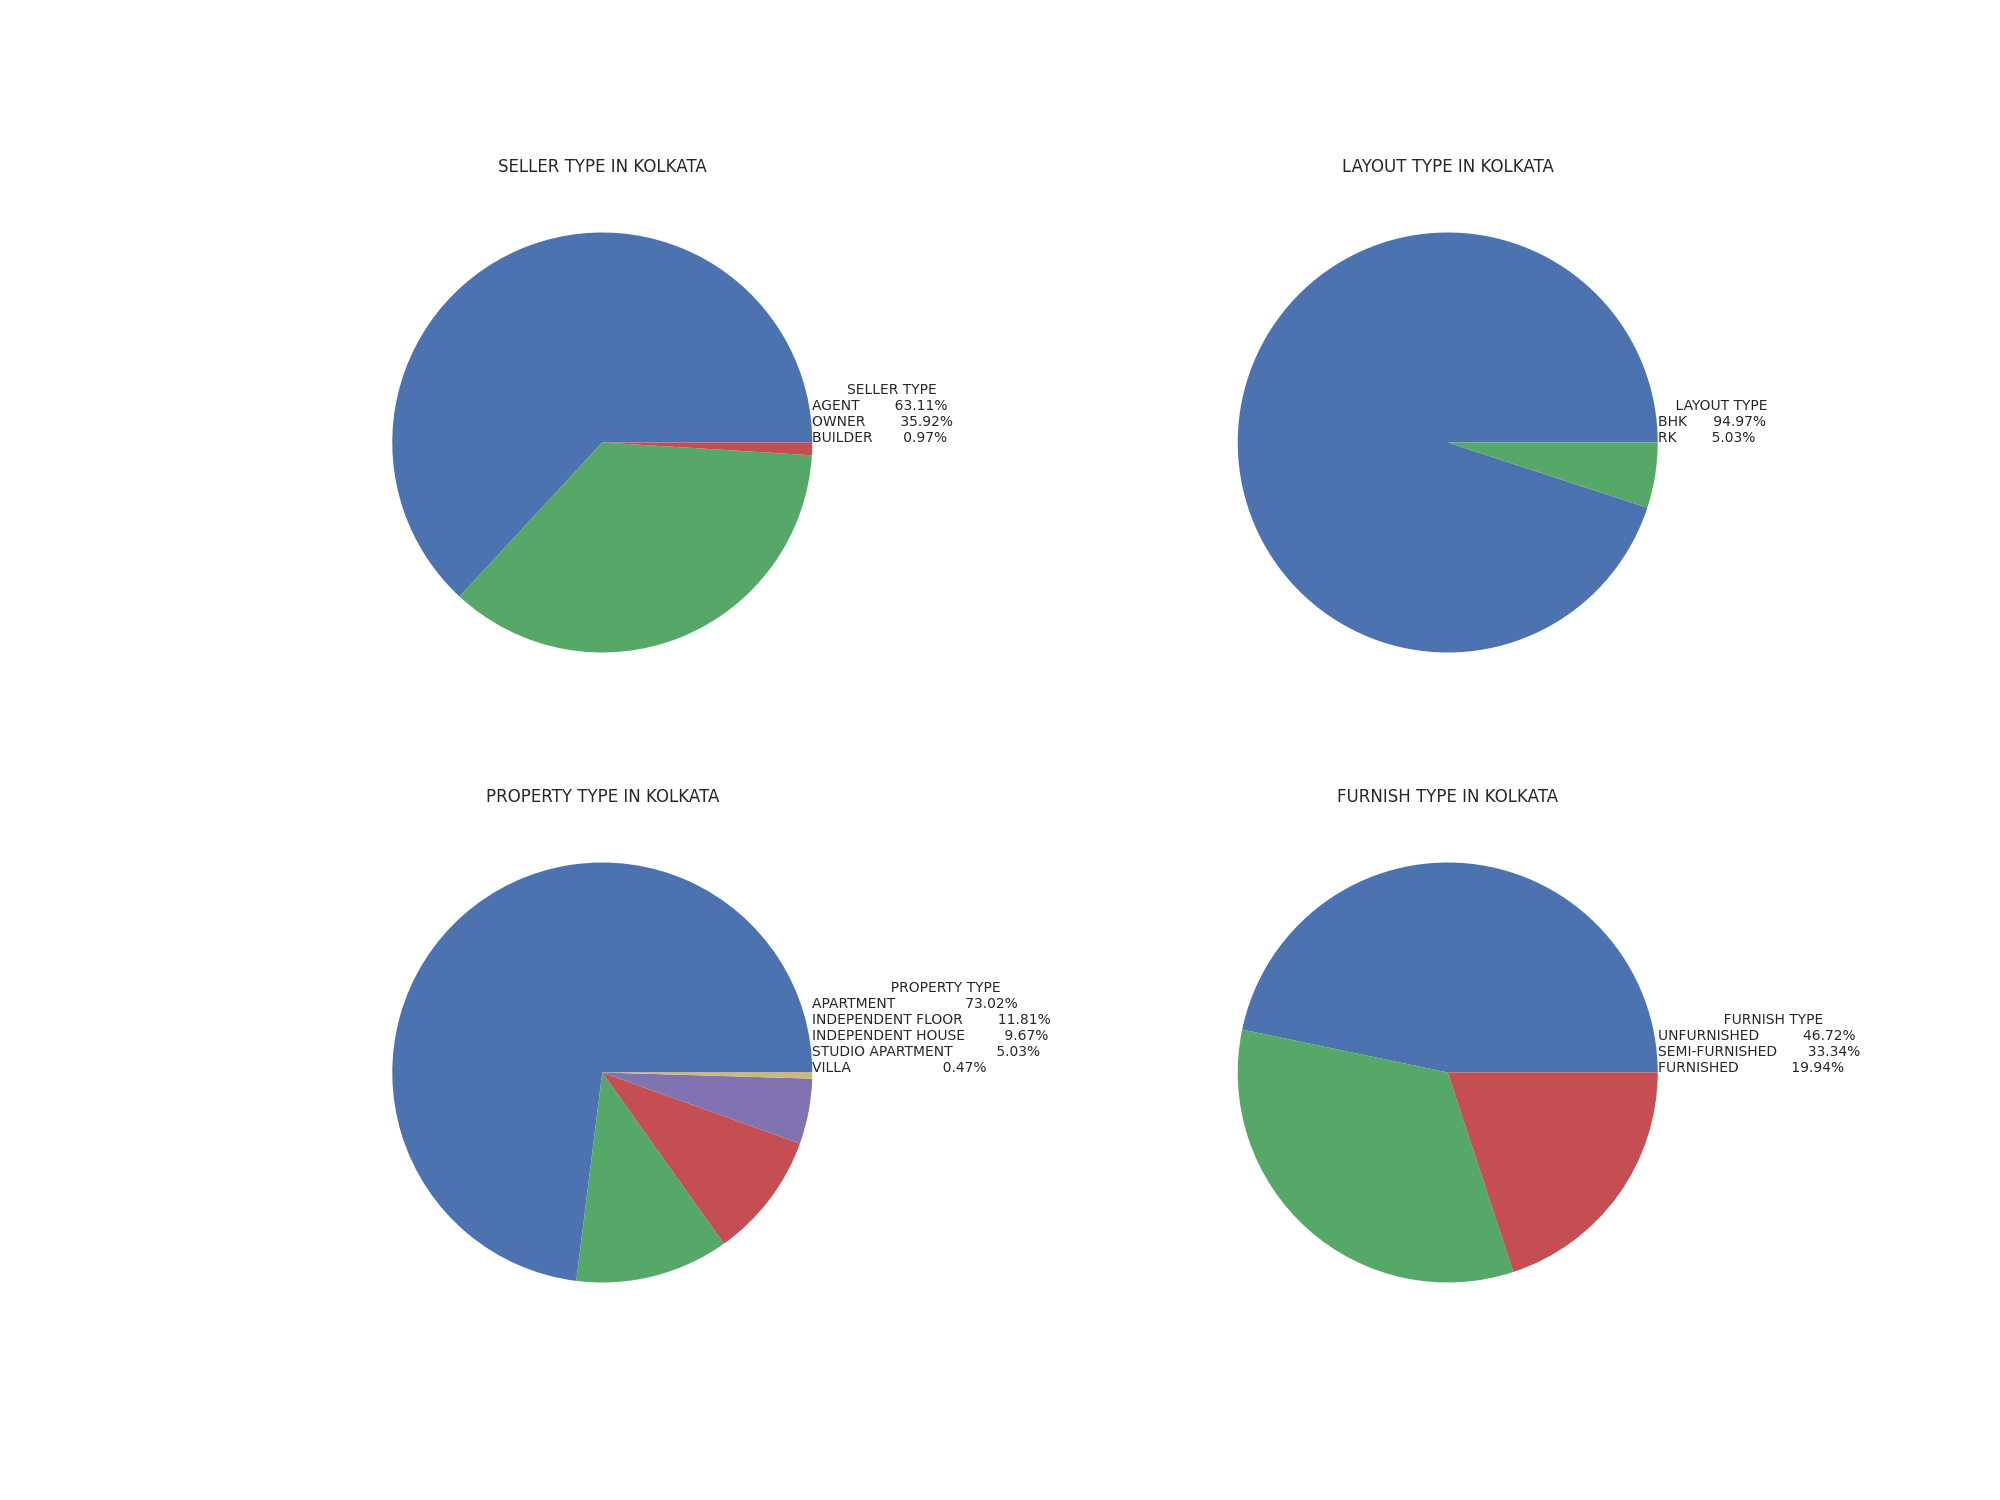 SELLER TYPE IN KOLKATA
SELLER TYPE
AGENT 63.11%
OWNER 35.92%
BUILDER 0.97%
LAYOUT TYPE IN KOLKATA
LAYOUT TYPE
BHK 94.97%
RK 5.03%
PROPERTY TYPE IN KOLKATA
PROPERTY TYPE
APARTMENT 73.02%
INDEPENDENT FLOOR 11.81%
INDEPENDENT HOUSE 9.67%
STUDIO APARTMENT 5.03%
VILLA 0.47%
FURNISH TYPE IN KOLKATA
FURNISH TYPE
UNFURNISHED 46.72%
SEMI-FURNISHED 33.34%
FURNISHED 19.94%